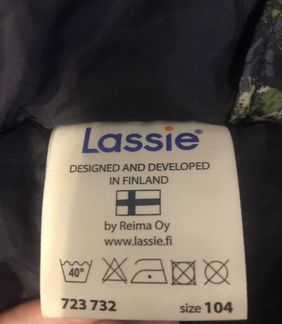 Lassie®
DESIGNED AND DEVELOPED
IN FINLAND
by Reima Oy
www.lassie.fi
40°
723 732 size 104